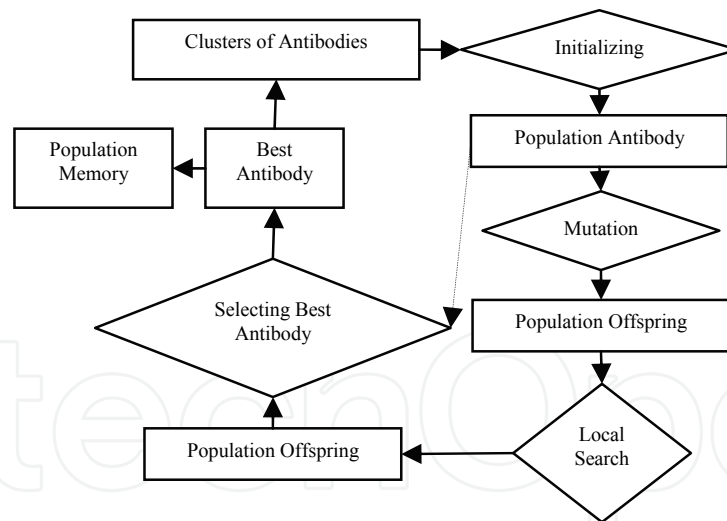 Clusters of Antibodies
Initializing
Population
Memory
Best
Antibody
Population Antibody
Mutation
Selecting Best
Antibody
Population Offspring
Population Offspring
Local
Search
techOp